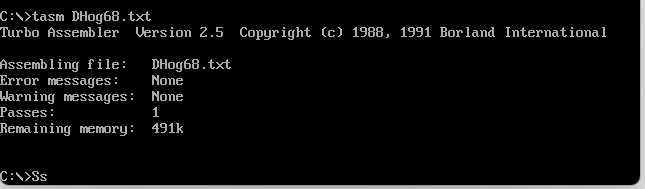 C:\>tasm DHog68.txt
Turbo Assembler  Version 2.5  Copyright (c) 1988, 1991 Borland International
Assembling file:   DHog68.txt
Error messages:    None
Warning messages:  None
Passes:            1
Remaining memory:  491k
C:\>Ss